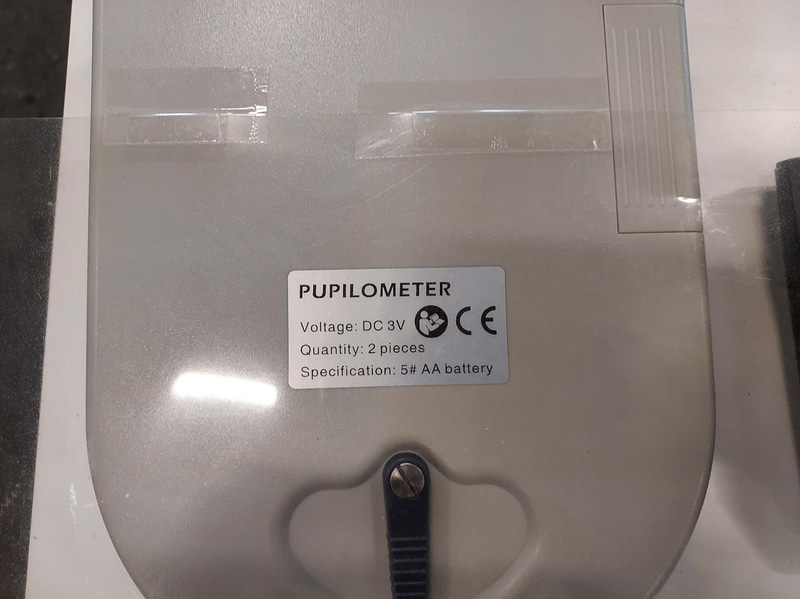 PUPILOMETER
Voltage: DC 3V CE
Quantity: 2 pieces
Specification: 5# AA battery